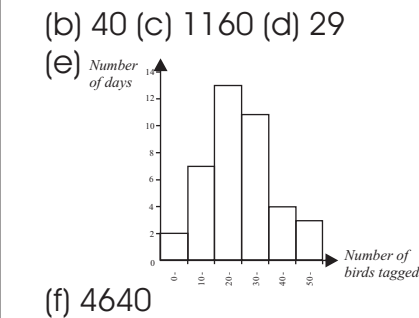 (b) 40 (c) 1160 (d) 29
(e) Number
of days
14
12
10
8
6
4
2
0
0 -
10 -
20 -
30 -
40 -
50 -
Number of
birds tagged
(f) 4640